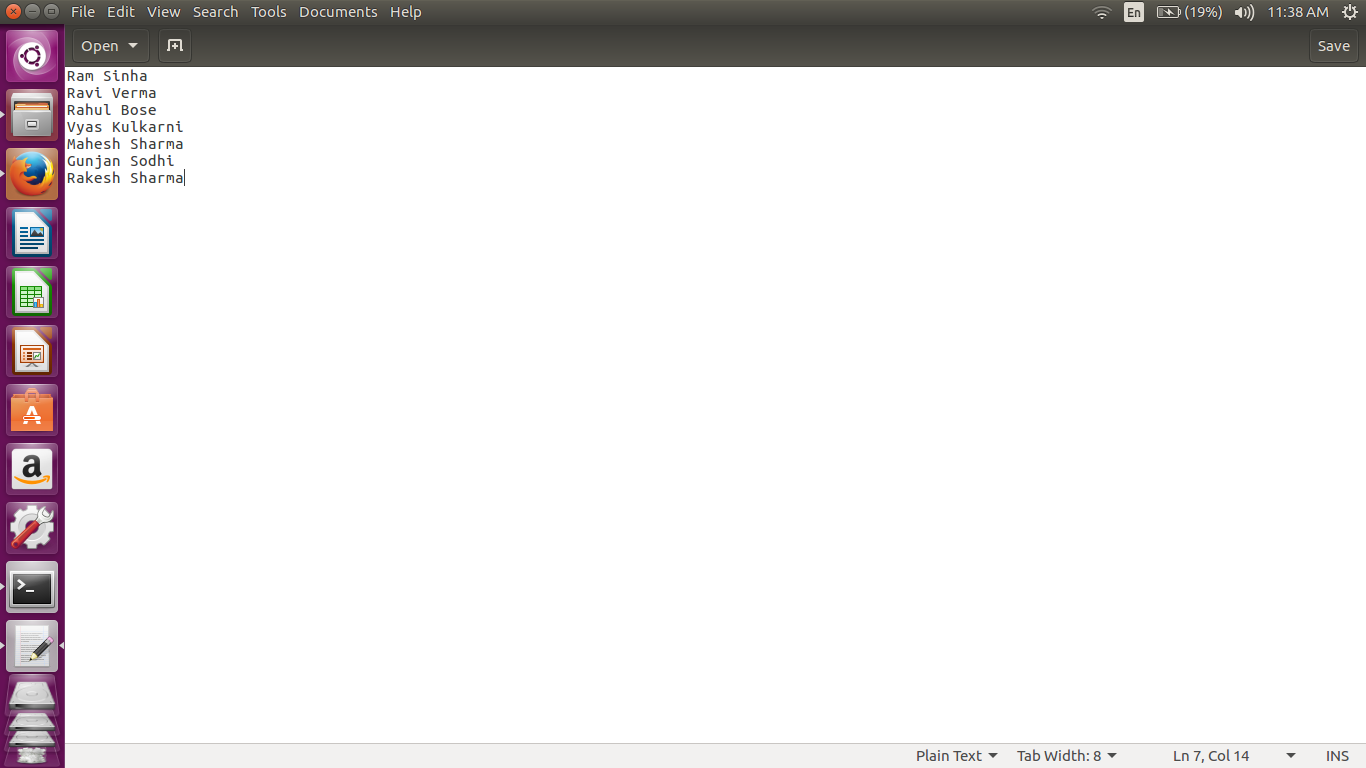 File Edit View Search Tools Documents Help En (19%) 11:38 AM
Open Save
Ram Sinha
Ravi Verma
Rahul Bose
Vyas Kulkarni
Mahesh Sharma
Gunjan Sodhi
Rakesh Sharma
Plain Text Tab Width: 8 Ln 7, Col 14 INS